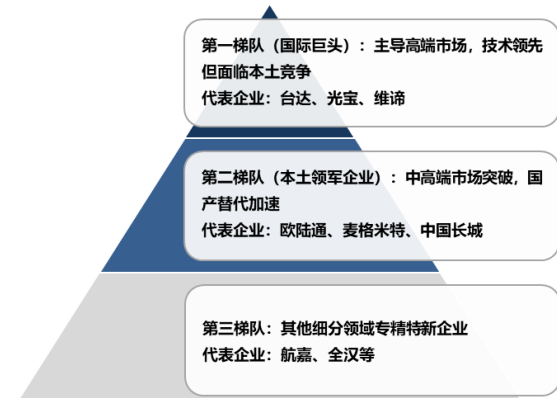 第一梯队（国际巨头）：主导高端市场，技术领先
但面临本土竞争
代表企业：台达、光宝、维谛
第二梯队（本土领军企业）：中高端市场突破，国
产替代加速
代表企业：欧陆通、麦格米特、中国长城
第三梯队：其他细分领域专精特新企业
代表企业：航嘉、全汉等